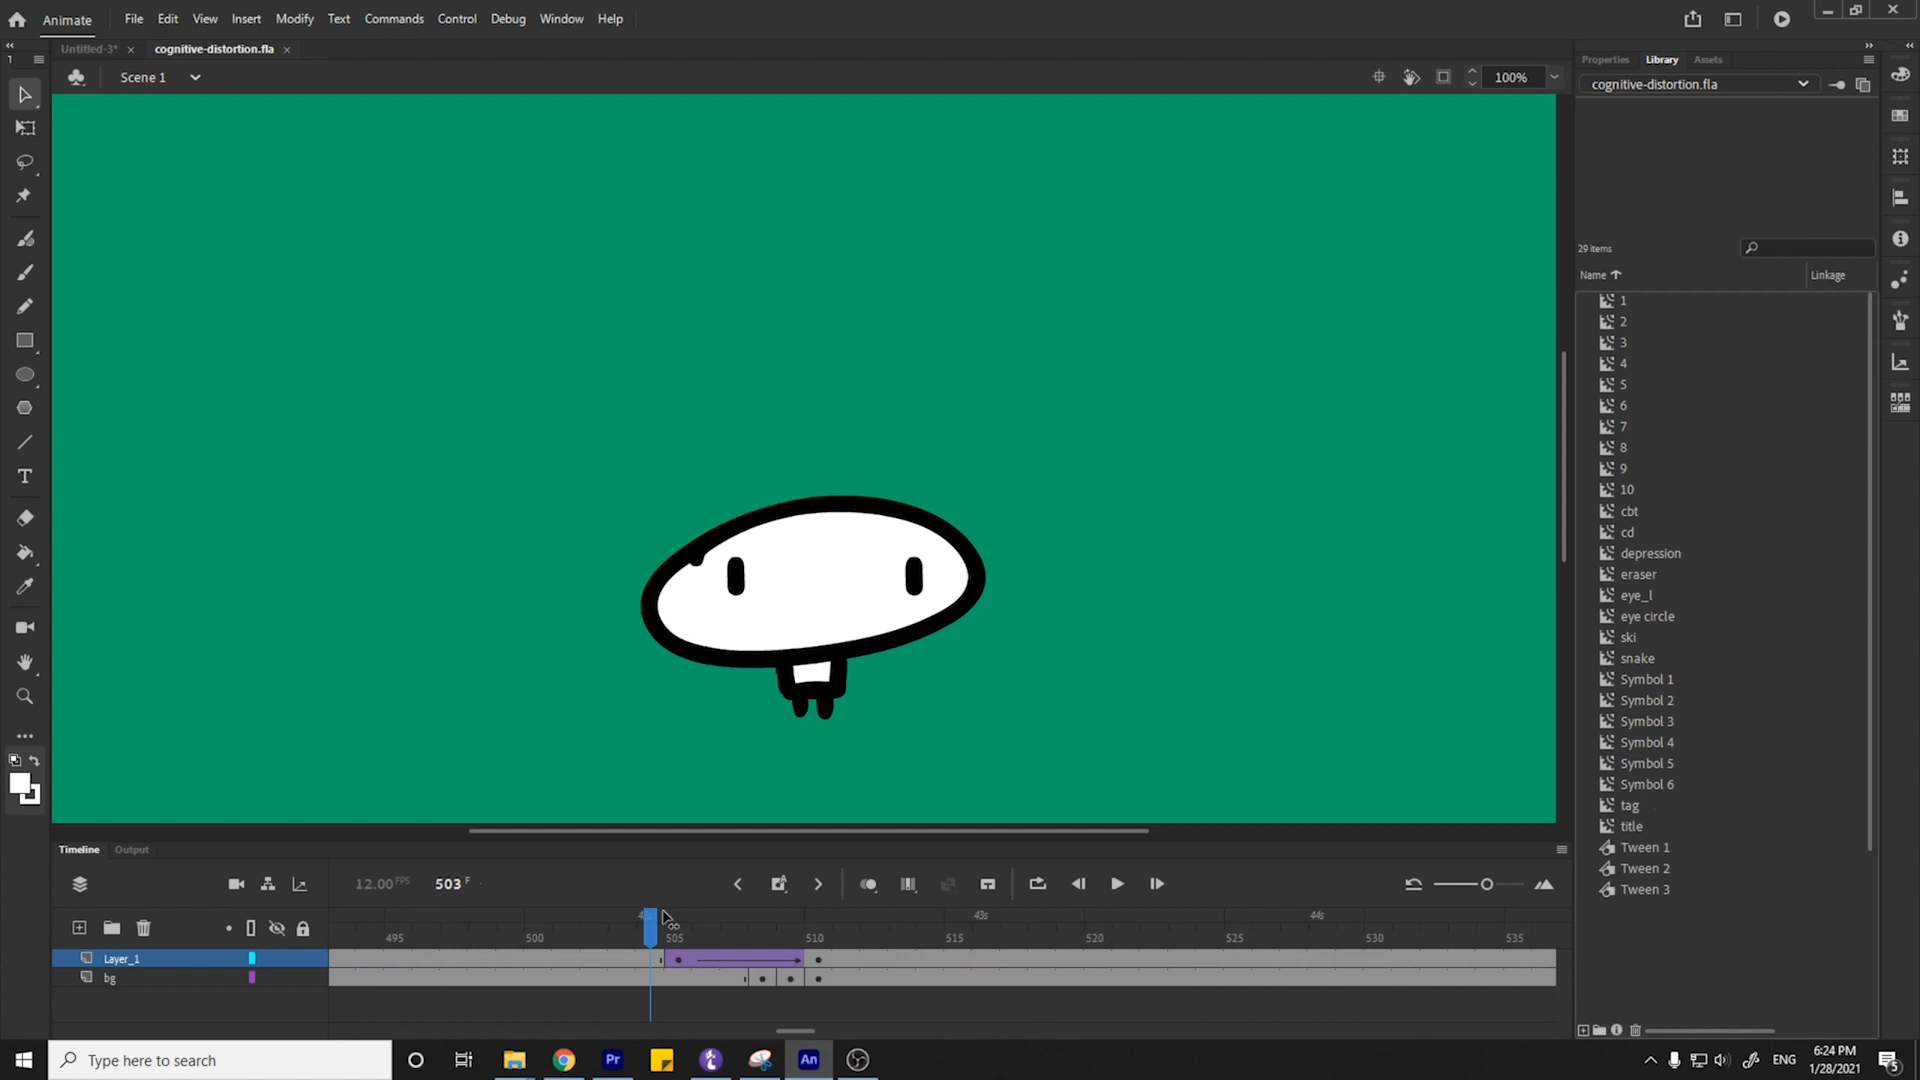 Animate File Edit View Insert Modify Text Commands Control Debug Window Help
Untitled-3* × cognitive-distortion.fla ×
Scene 1 100%
Properties Library Assets
cognitive-distortion.fla
29 items
Name Linkage
1
2
3
4
5
6
7
8
9
10
cbt
cd
depression
eraser
eye_l
eye circle
ski
snake
Symbol 1
Symbol 2
Symbol 3
Symbol 4
Symbol 5
Symbol 6
tag
title
Tween 1
Tween 2
Tween 3
Timeline Output
12.00 FPS 503 F
43s 44s
495 500 505 510 515 520 525 530 535
Layer_1
bg
Type here to search
Pr An ENG 6:24 PM
1/28/2021 5